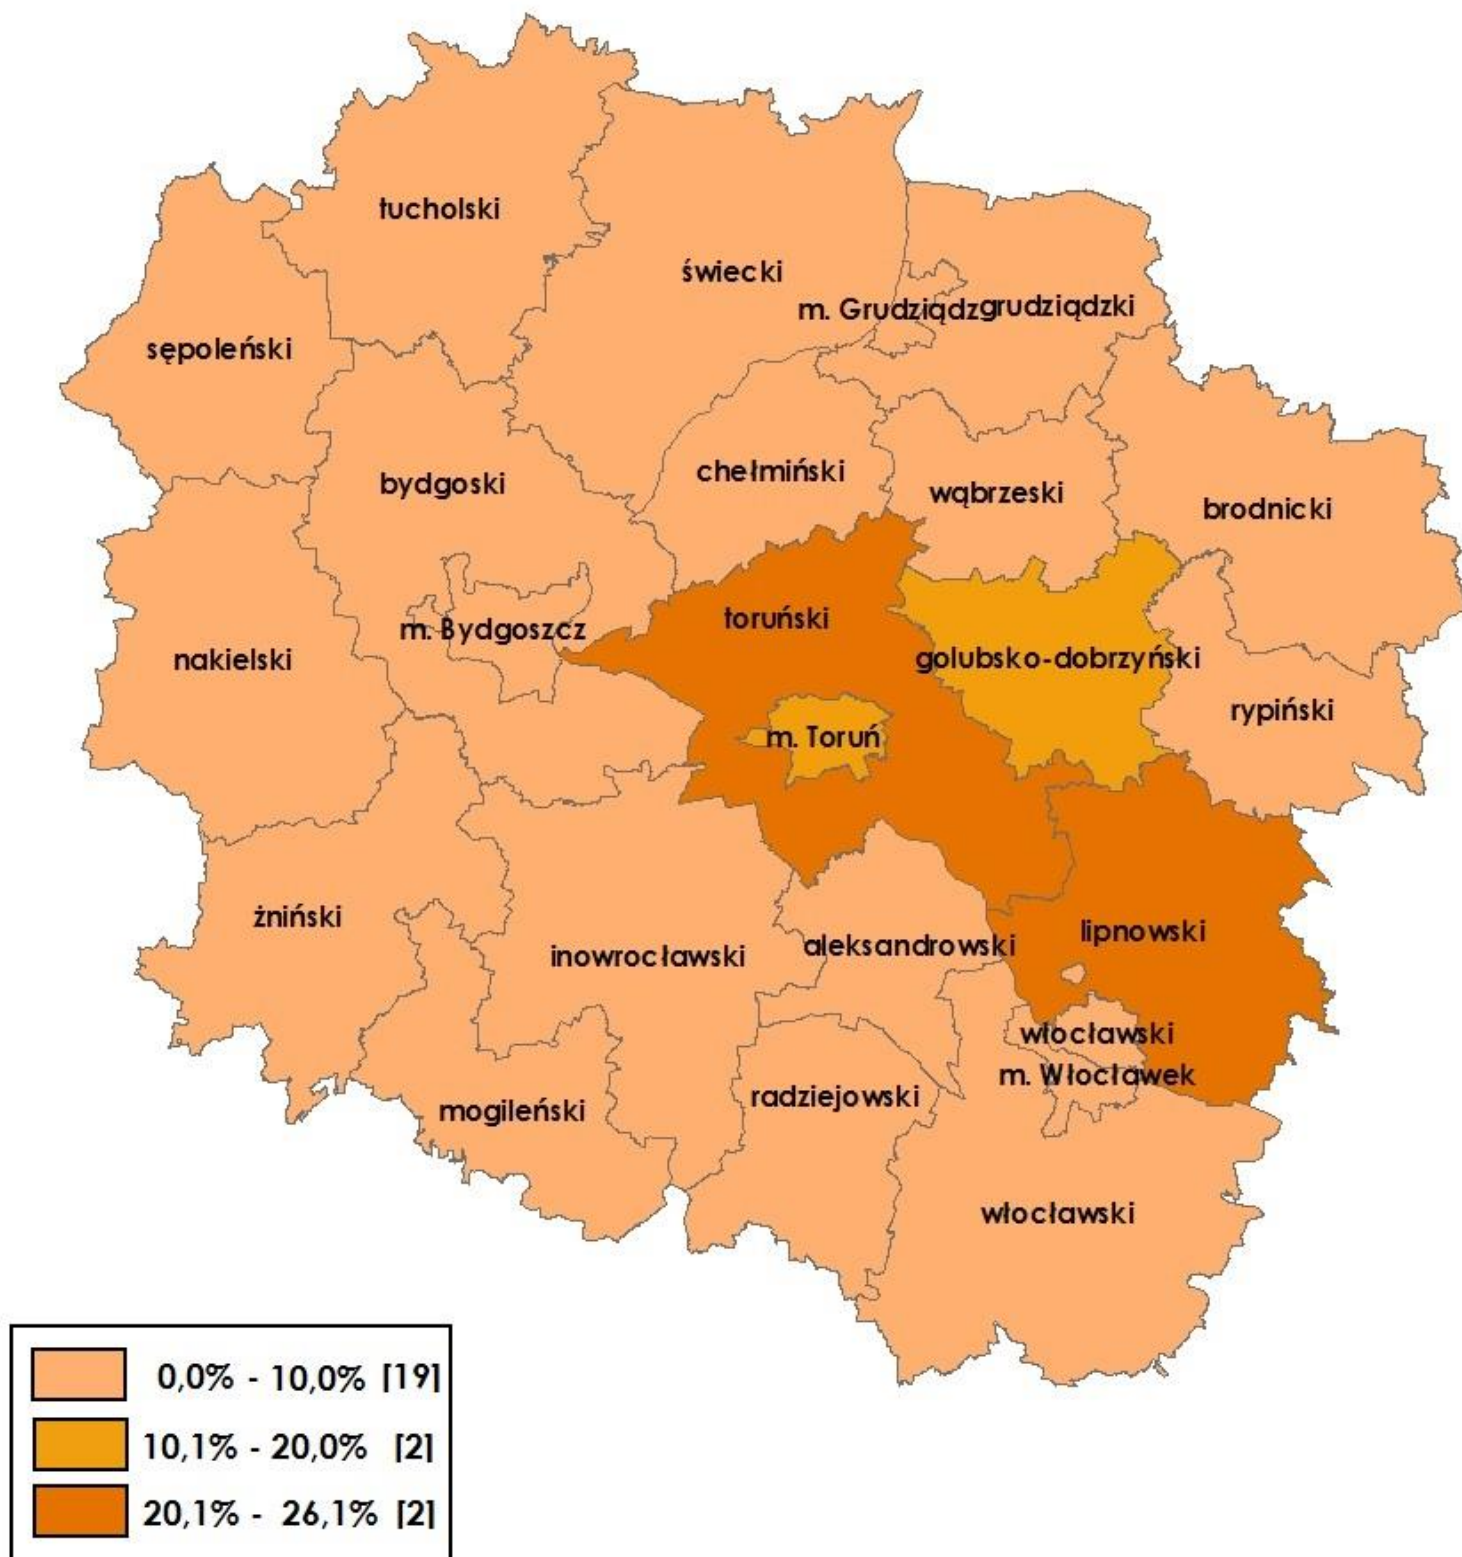 tucholski
świecki
m. Grudziądz
grudziądzki
sępoleński
bydgoski
chełmiński
wąbrzeski
brodnicki
toruński
m. Bydgoszcz
nakielski
golubsko-dobrzyński
rypiński
m. Toruń
żniński
inowrocławski
aleksandrowski
lipnowski
włocławski
m. Włocławek
radziejowski
mogileński
włocławski
0,0% - 10,0% [19]
10,1% - 20,0% [2]
20,1% - 26,1% [2]